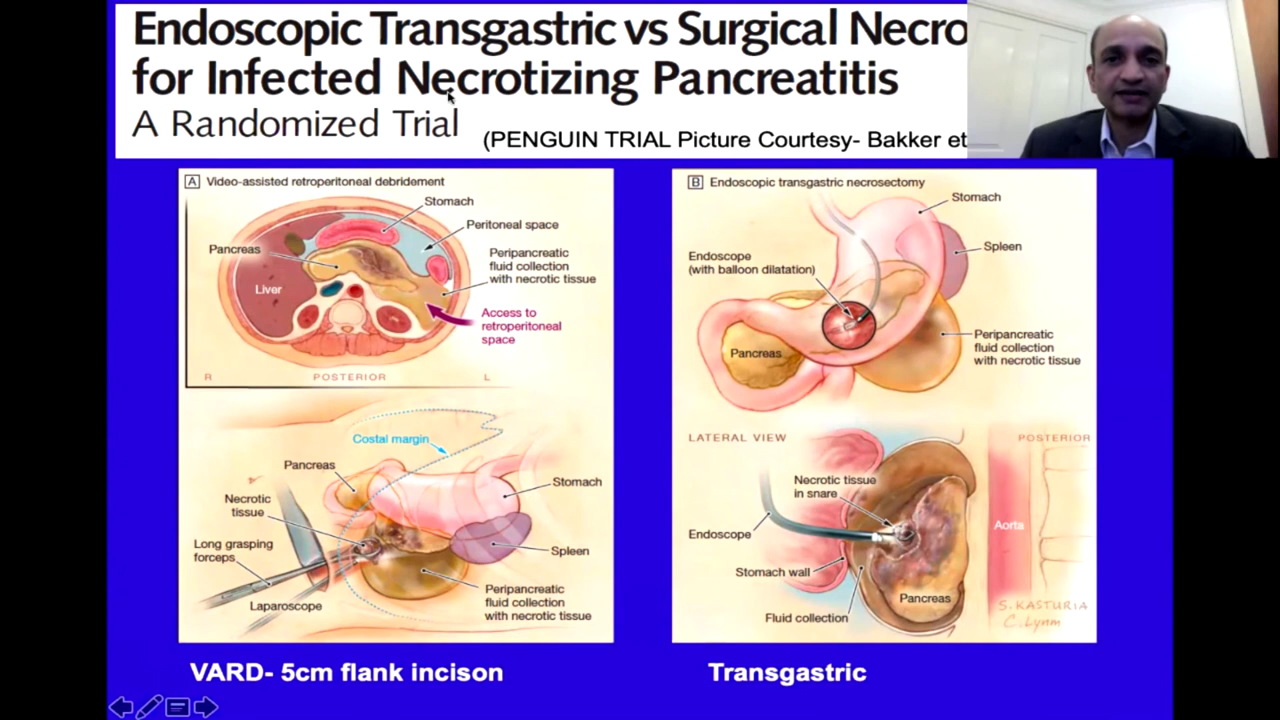 Endoscopic Transgastric vs Surgical Necro
for Infected Necrotizing Pancreatitis
A Randomized Trial
(PENGUIN TRIAL Picture Courtesy- Bakker et
A Video-assisted retroperitoneal debridement
Stomach
Peritoneal space
Pancreas
Peripancreatic
fluid collection
with necrotic tissue
Liver
Access to
retroperitoneal
space
R POSTERIOR L
Costal margin
Pancreas
Stomach
Necrotic
tissue
Long grasping
forceps
Spleen
Laparoscope
Peripancreatic
fluid collection
with necrotic tissue
VARD- 5cm flank incison
B Endoscopic transgastric necrosectomy
Stomach
Spleen
Endoscope
(with balloon dilatation)
Pancreas
Peripancreatic
fluid collection
with necrotic tissue
LATERAL VIEW
POSTERIOR
Necrotic tissue
in snare
Endoscope
Aorta
Stomach wall
Pancreas
Fluid collection
S. KASTURIA
C. Lynm
Transgastric